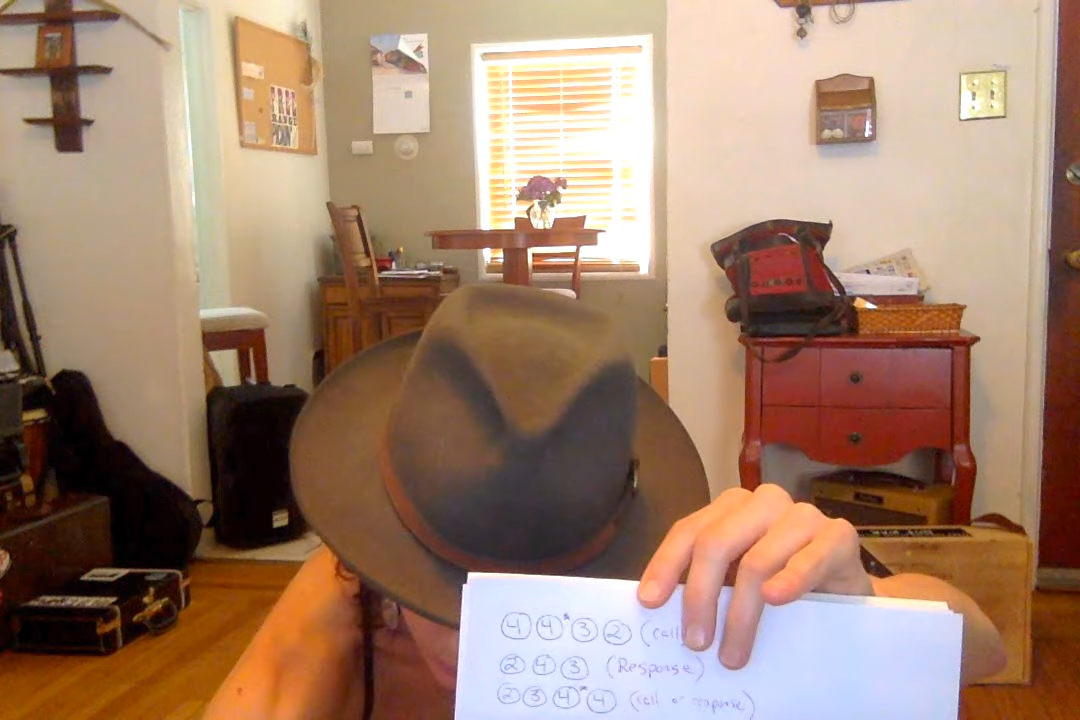 ④ ④* ③ ② (call
② ④ ③ (Response)
② ③ ④* ④ (call or response)